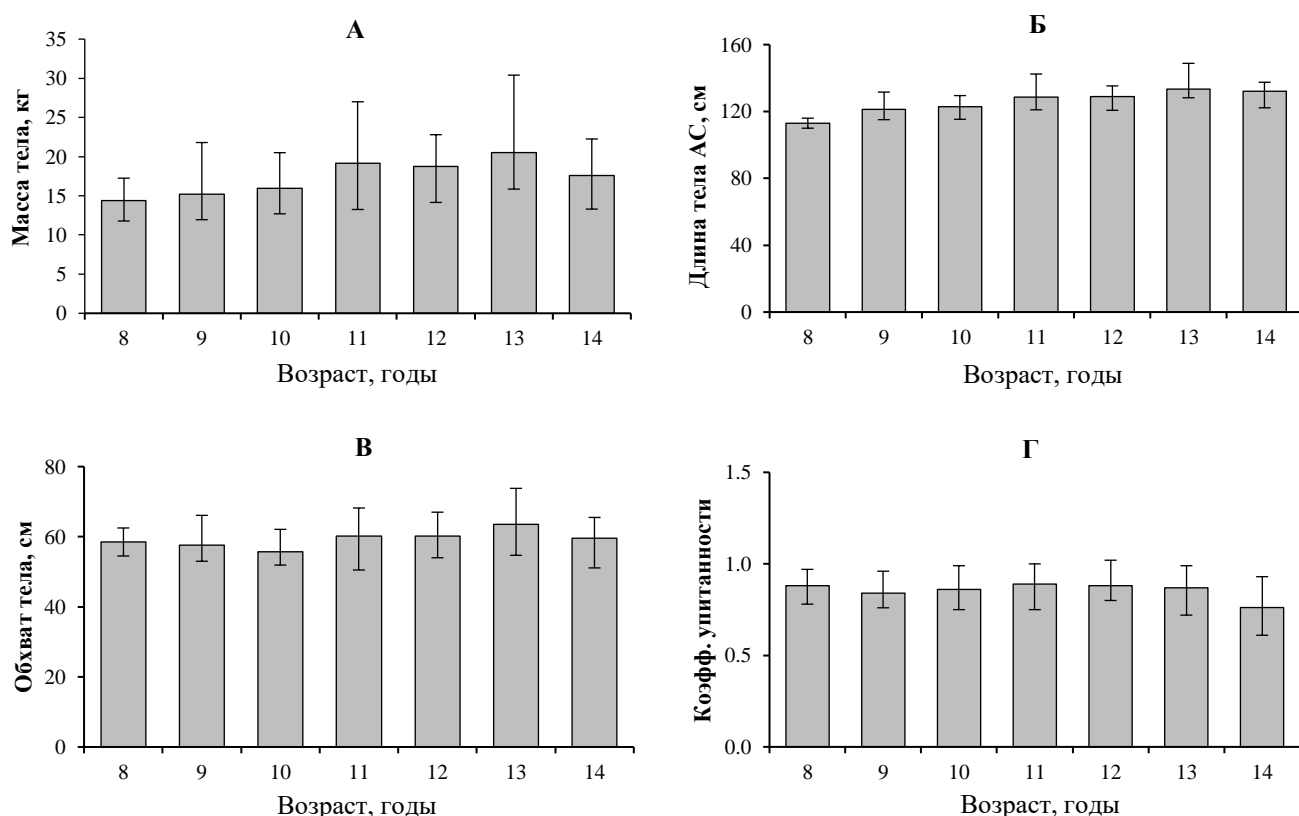 А
Масса тела, кг
35
30
25
20
15
10
5
0
8 9 10 11 12 13 14
Возраст, годы
Б
Длина тела АС, см
160
120
80
40
0
8 9 10 11 12 13 14
Возраст, годы
В
Обхват тела, см
80
60
40
20
0
8 9 10 11 12 13 14
Возраст, годы
Г
Коэфф. упитанности
1.5
1.0
0.5
0.0
8 9 10 11 12 13 14
Возраст, годы